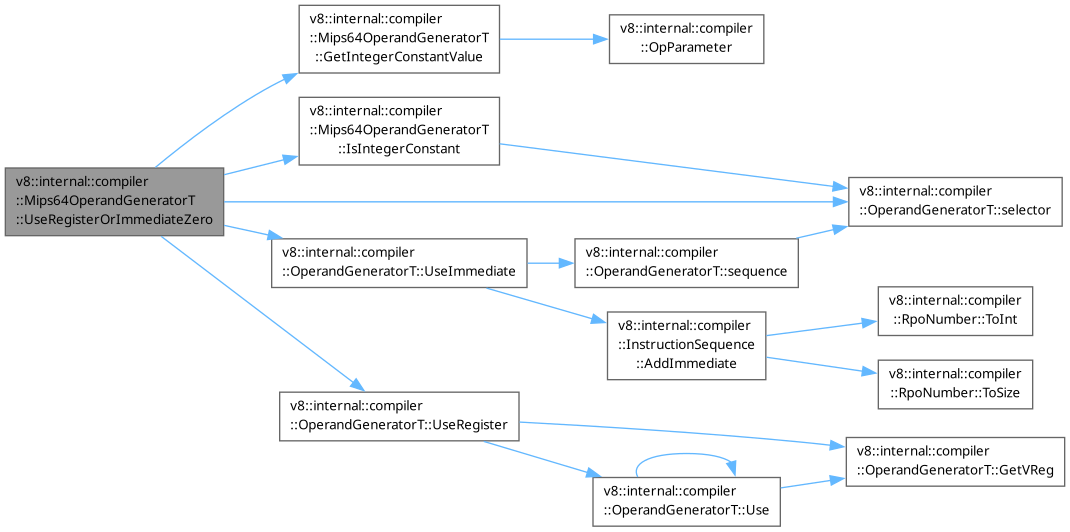 v8::internal::compiler
::Mips64OperandGeneratorT
::GetIntegerConstantValue
v8::internal::compiler
::OpParameter
v8::internal::compiler
::Mips64OperandGeneratorT
::IsIntegerConstant
v8::internal::compiler
::Mips64OperandGeneratorT
::UseRegisterOrImmediateZero
v8::internal::compiler
::OperandGeneratorT::selector
v8::internal::compiler
::OperandGeneratorT::UseImmediate
v8::internal::compiler
::OperandGeneratorT::sequence
v8::internal::compiler
::RpoNumber::ToInt
v8::internal::compiler
::InstructionSequence
::AddImmediate
v8::internal::compiler
::RpoNumber::ToSize
v8::internal::compiler
::OperandGeneratorT::UseRegister
v8::internal::compiler
::OperandGeneratorT::GetVReg
v8::internal::compiler
::OperandGeneratorT::Use